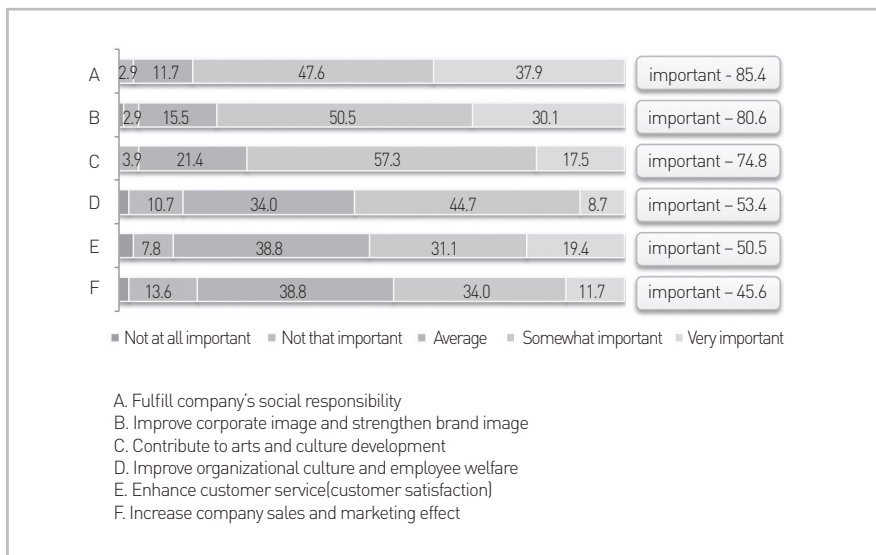 A 2.9 11.7 47.6 37.9 important - 85.4
B 2.9 15.5 50.5 30.1 important – 80.6
C 3.9 21.4 57.3 17.5 important – 74.8
D 10.7 34.0 44.7 8.7 important – 53.4
E 7.8 38.8 31.1 19.4 important – 50.5
F 13.6 38.8 34.0 11.7 important – 45.6
Not at all important Not that important Average Somewhat important Very important
A. Fulfill company's social responsibility
B. Improve corporate image and strengthen brand image
C. Contribute to arts and culture development
D. Improve organizational culture and employee welfare
E. Enhance customer service(customer satisfaction)
F. Increase company sales and marketing effect